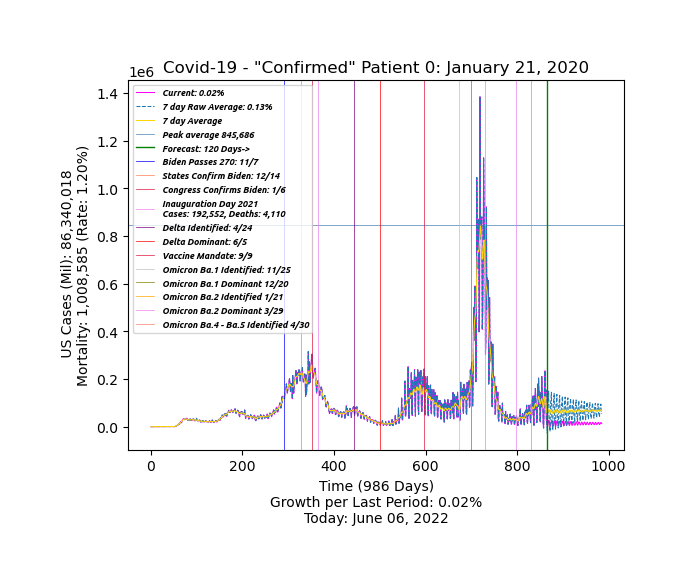 Covid-19 - "Confirmed" Patient 0: January 21, 2020
1e6
1.4
1.2
1.0
0.8
0.6
0.4
0.2
0.0
US Cases (Mil): 86,340,018
Mortality: 1,008,585 (Rate: 1.20%)
Current: 0.02%
7 day Raw Average: 0.13%
7 day Average
Peak average 845,686
Forecast: 120 Days->
Biden Passes 270: 11/7
States Confirm Biden: 12/14
Congress Confirms Biden: 1/6
Inauguration Day 2021
Cases: 192,552, Deaths: 4,110
Delta Identified: 4/24
Delta Dominant: 6/5
Vaccine Mandate: 9/9
Omicron Ba.1 Identified: 11/25
Omicron Ba.1 Dominant 12/20
Omicron Ba.2 Identified 1/21
Omicron Ba.2 Dominant 3/29
Omicron Ba.4 - Ba.5 Identified 4/30
0 200 400 600 800 1000
Time (986 Days)
Growth per Last Period: 0.02%
Today: June 06, 2022